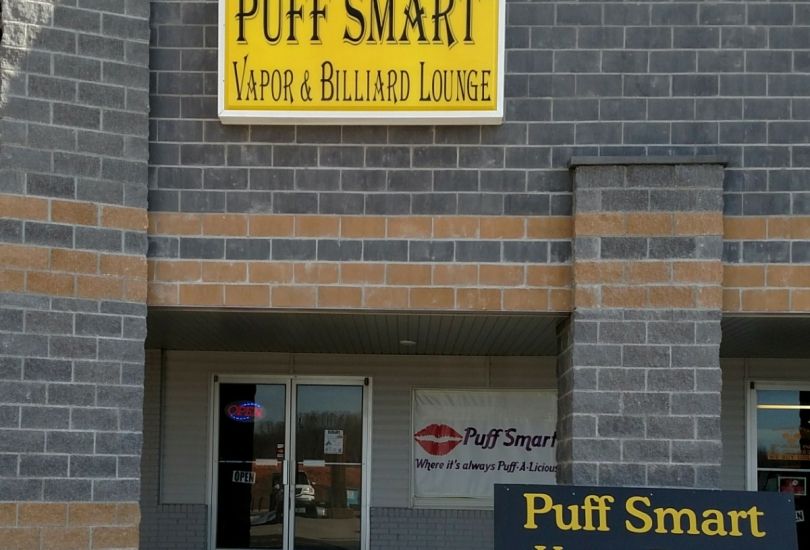 PUFF SMART
VAPOR & BILLIARD LOUNGE
OPEN
OPEN
Puff Smart
Where it's always Puff-A-Licious
Puff Smart